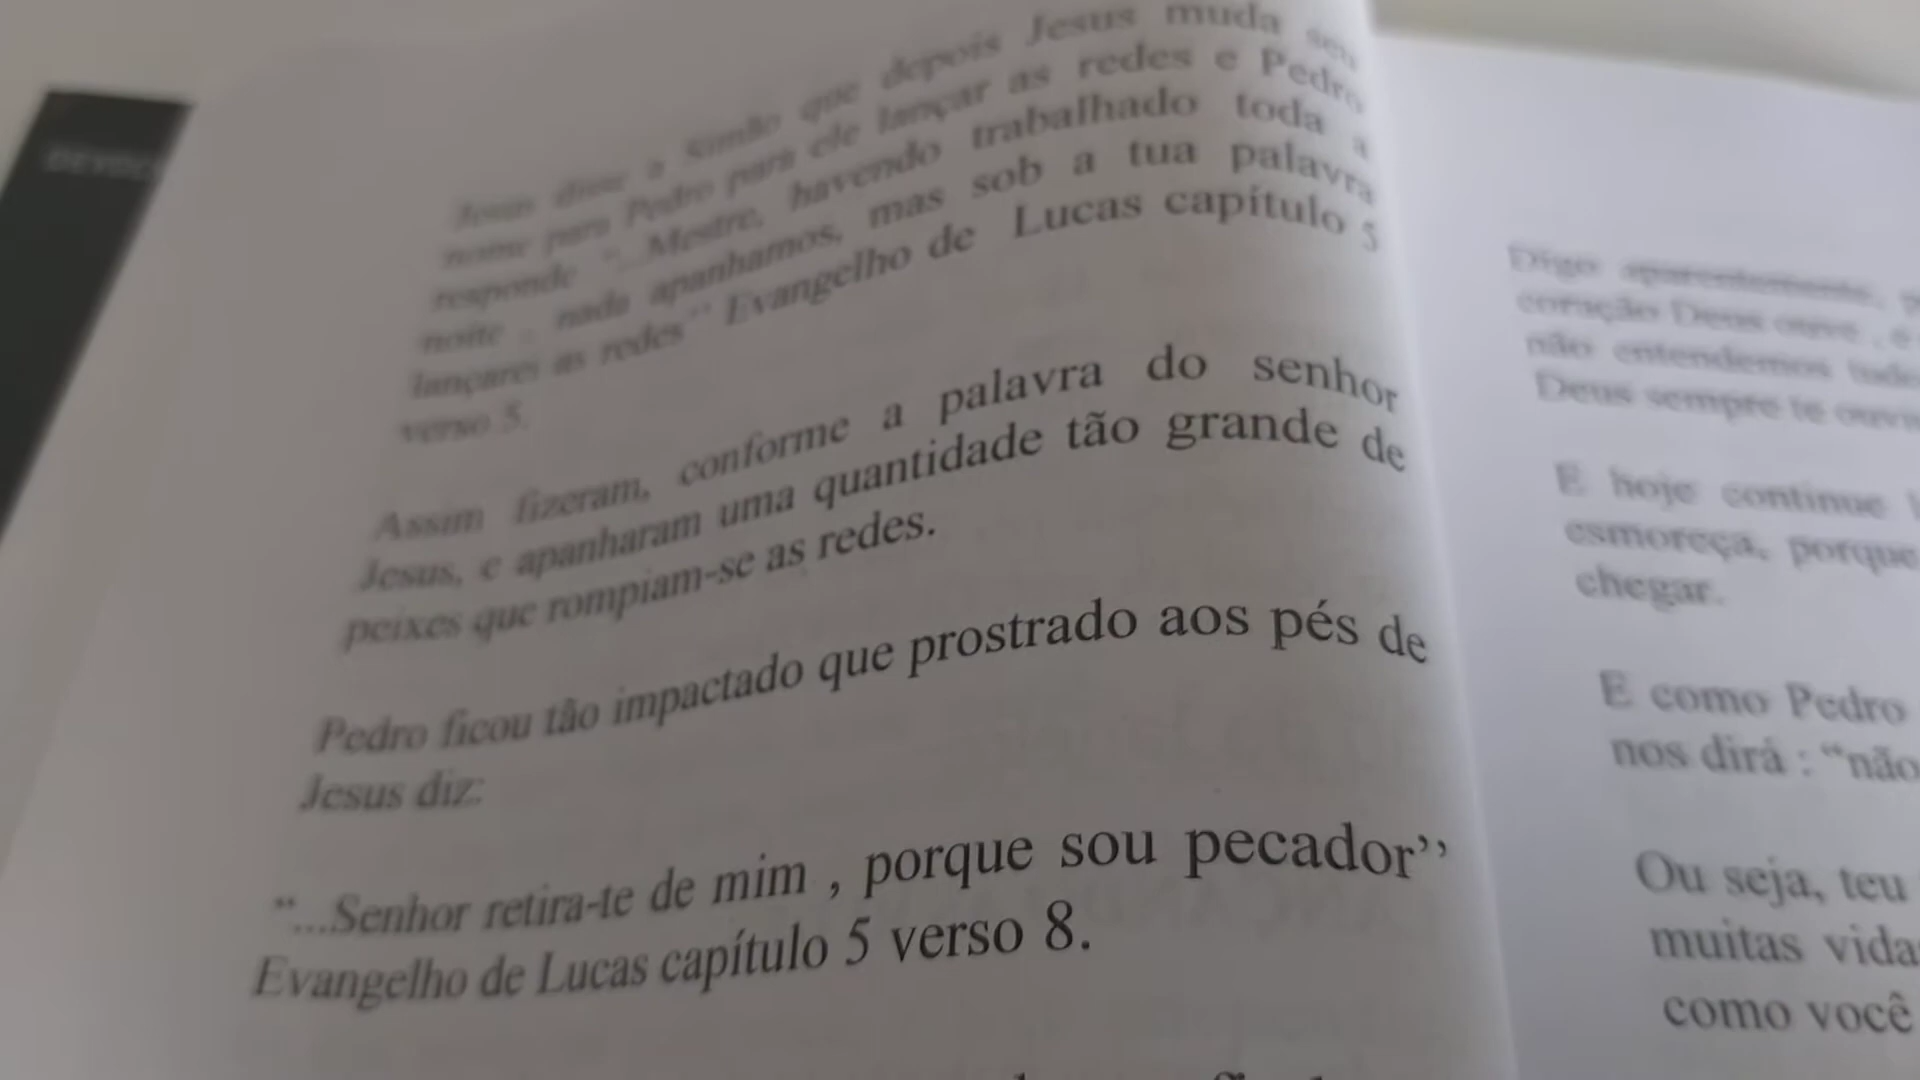 Jesus disse a Simão que depois Jesus muda seu
nome para Pedro para ele lançar as redes e Pedro
responde "...Mestre, havendo trabalhado toda a
noite , nada apanhamos, mas sob a tua palavra
lançarei as redes'' Evangelho de Lucas capítulo 5
verso 5.
Assim fizeram, conforme a palavra do senhor
Jesus, e apanharam uma quantidade tão grande de
peixes que rompiam-se as redes.
Pedro ficou tão impactado que prostrado aos pés de
Jesus diz:
“...Senhor retira-te de mim , porque sou pecador’’
Evangelho de Lucas capítulo 5 verso 8.
Digo aparentemente,
coração Deus ouve , e
não entendemos
Deus sempre te
E hoje continue
esmoreça, porque
chegar.
E como Pedro
nos dirá : “não
Ou seja, teu
muitas
como você